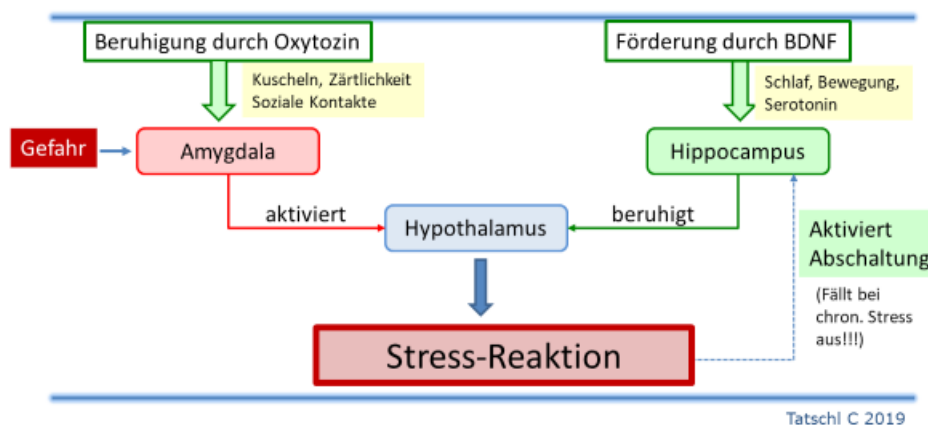 Beruhigung durch Oxytozin
Förderung durch BDNF
Kuscheln, Zärtlichkeit
Soziale Kontakte
Schlaf, Bewegung,
Serotonin
Gefahr
Amygdala
Hippocampus
aktiviert
Hypothalamus
beruhigt
Aktiviert
Abschaltung
(Fällt bei
chron. Stress
aus!!!)
Stress-Reaktion
Tatschl C 2019